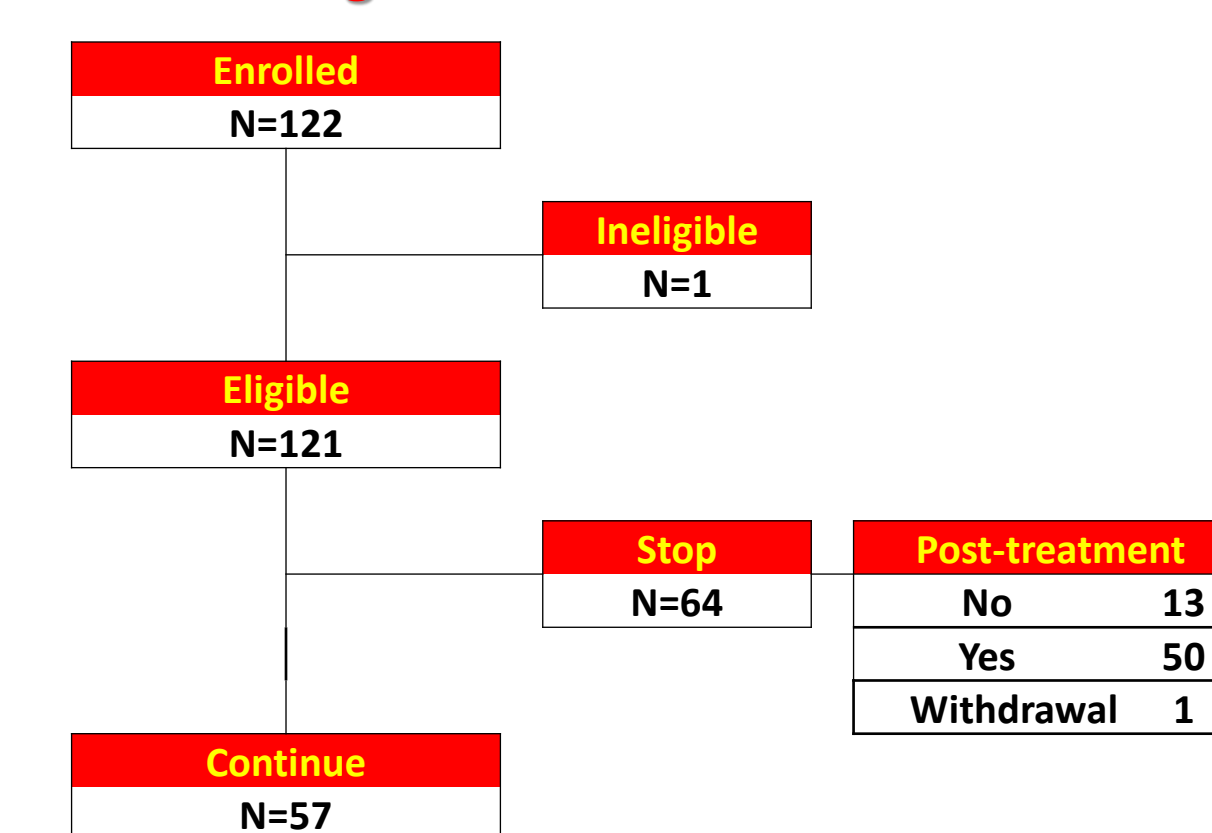 Enrolled
N=122
Ineligible
N=1
Eligible
N=121
Stop
N=64
Post-treatment
No 13
Yes 50
Withdrawal 1
Continue
N=57